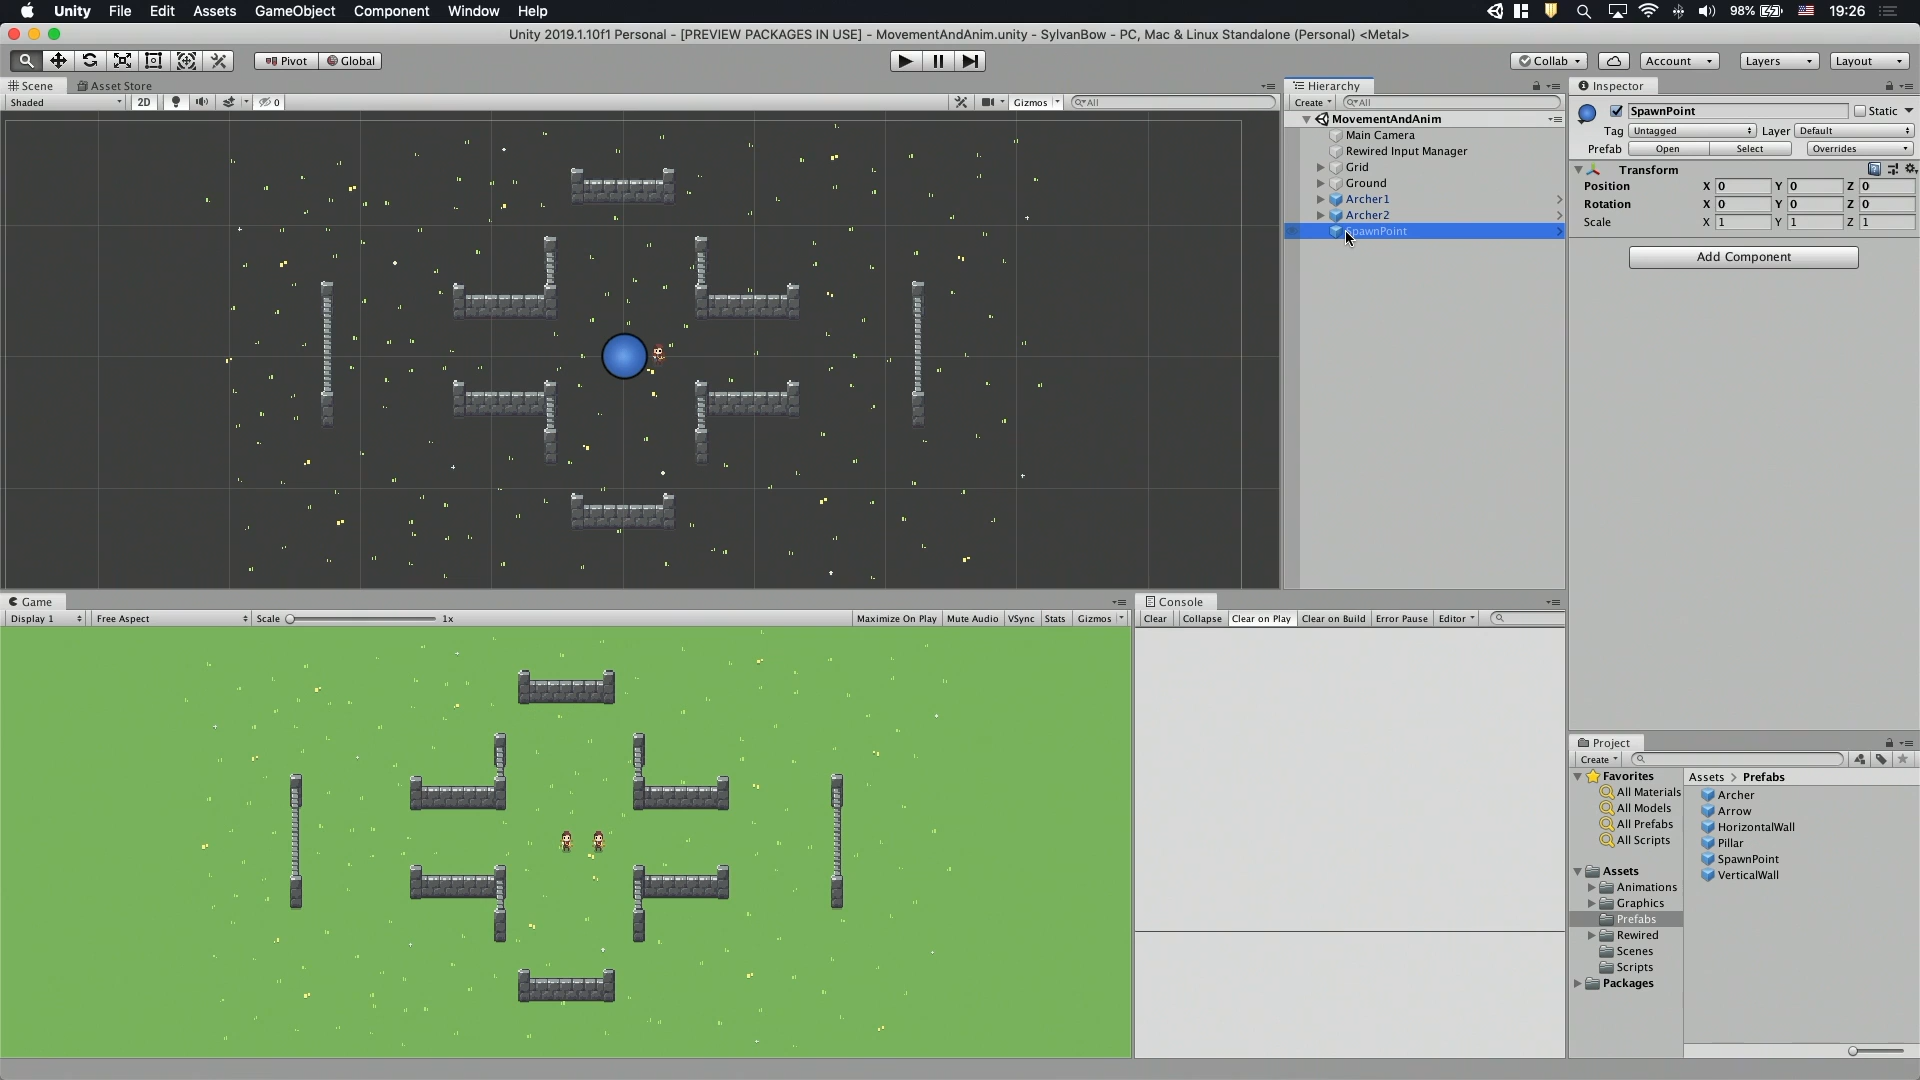 Unity File Edit Assets GameObject Component Window Help 98% 19:26
Unity 2019.1.10f1 Personal - [PREVIEW PACKAGES IN USE] - MovementAndAnim.unity - SylvanBow - PC, Mac & Linux Standalone (Personal) <Metal>
Pivot Global Collab Account Layers Layout
Scene Asset Store
Shaded 2D 0 Gizmos All
Hierarchy
Create All
MovementAndAnim
Main Camera
Rewired Input Manager
Grid
Ground
Archer1
Archer2
SpawnPoint
Inspector
SpawnPoint Static
Tag Untagged Layer Default
Prefab Open Select Overrides
Transform
Position X 0 Y 0 Z 0
Rotation X 0 Y 0 Z 0
Scale X 1 Y 1 Z 1
Add Component
Game
Display 1 Free Aspect Scale 1x Maximize On Play Mute Audio VSync Stats Gizmos
Console
Clear Collapse Clear on Play Clear on Build Error Pause Editor
Project
Create
Favorites
All Materials
All Models
All Prefabs
All Scripts
Assets
Animations
Graphics
Prefabs
Rewired
Scenes
Scripts
Packages
Assets > Prefabs
Archer
Arrow
HorizontalWall
Pillar
SpawnPoint
VerticalWall